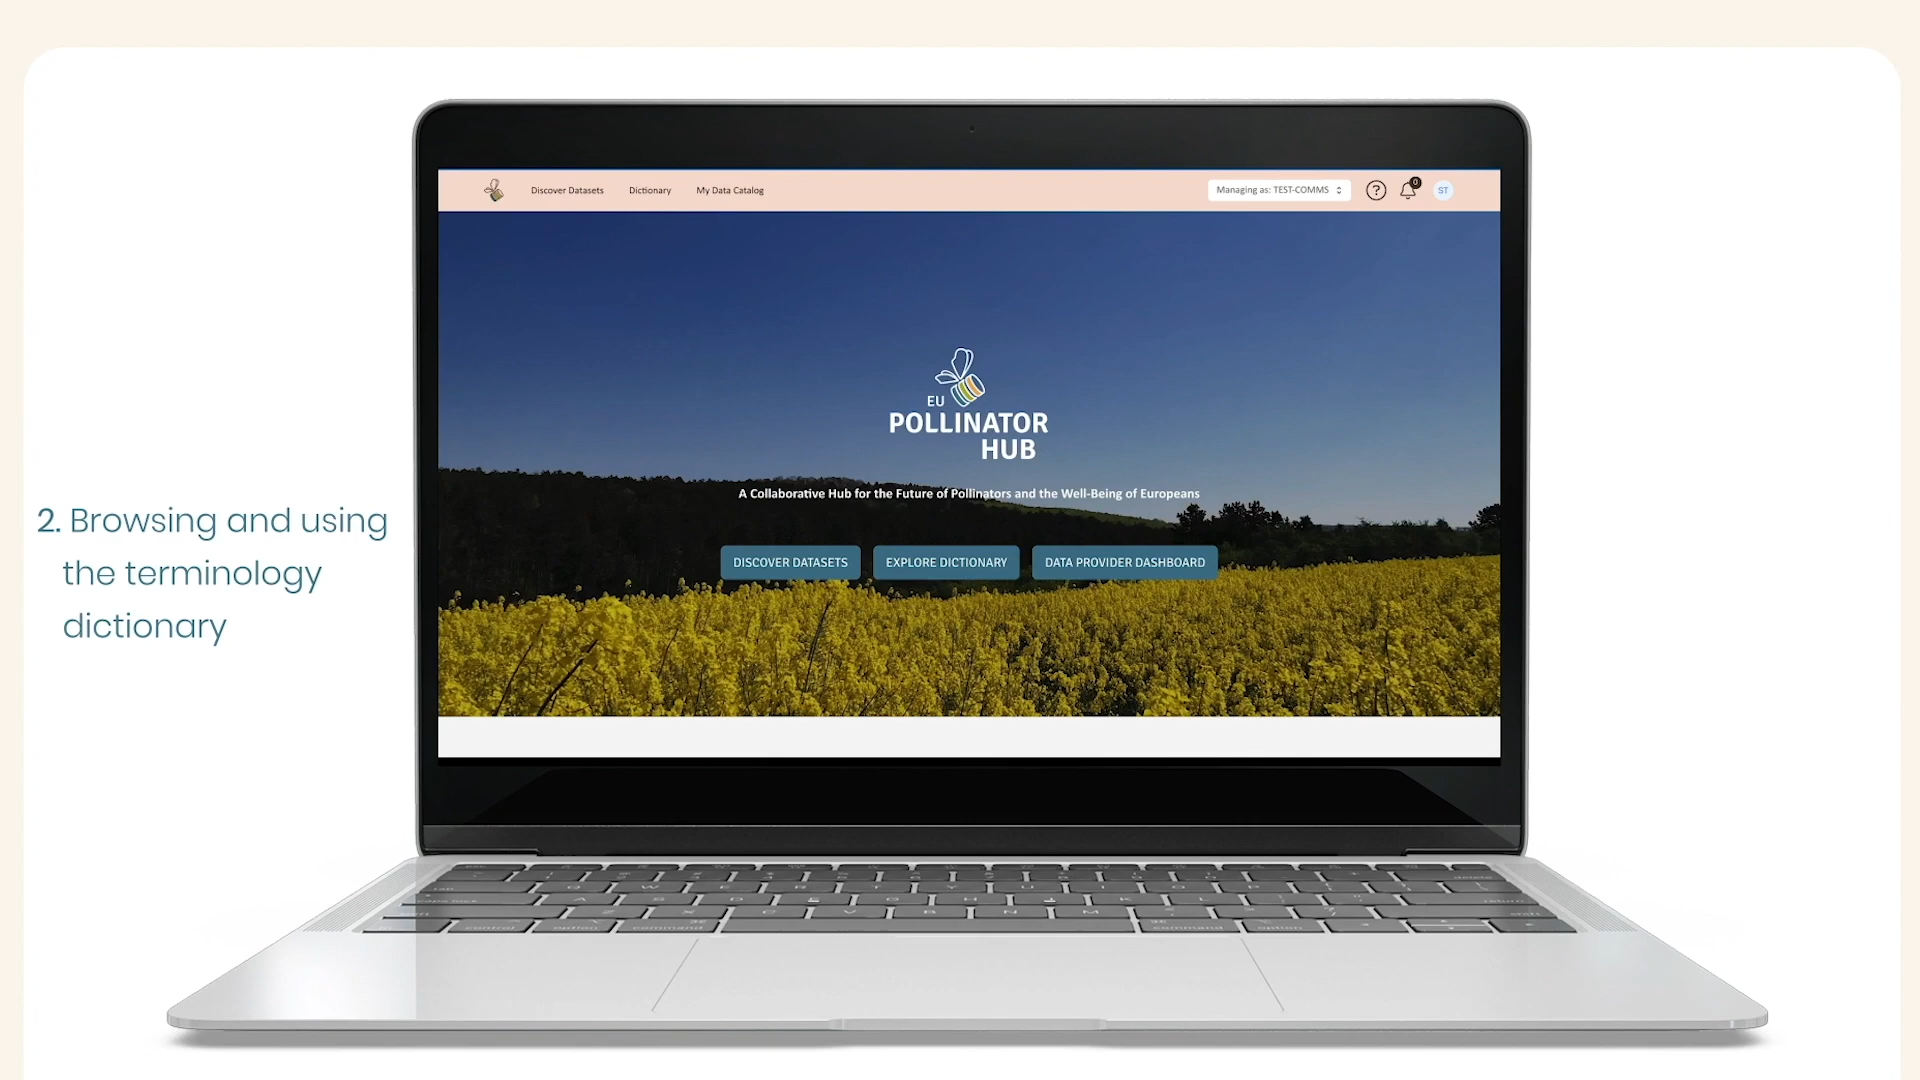 Discover Datasets Dictionary My Data Catalog Managing as: TEST-COMMS ? 0 ST
EU
POLLINATOR
HUB
A Collaborative Hub for the Future of Pollinators and the Well-Being of Europeans
DISCOVER DATASETS EXPLORE DICTIONARY DATA PROVIDER DASHBOARD
2. Browsing and using
the terminology
dictionary